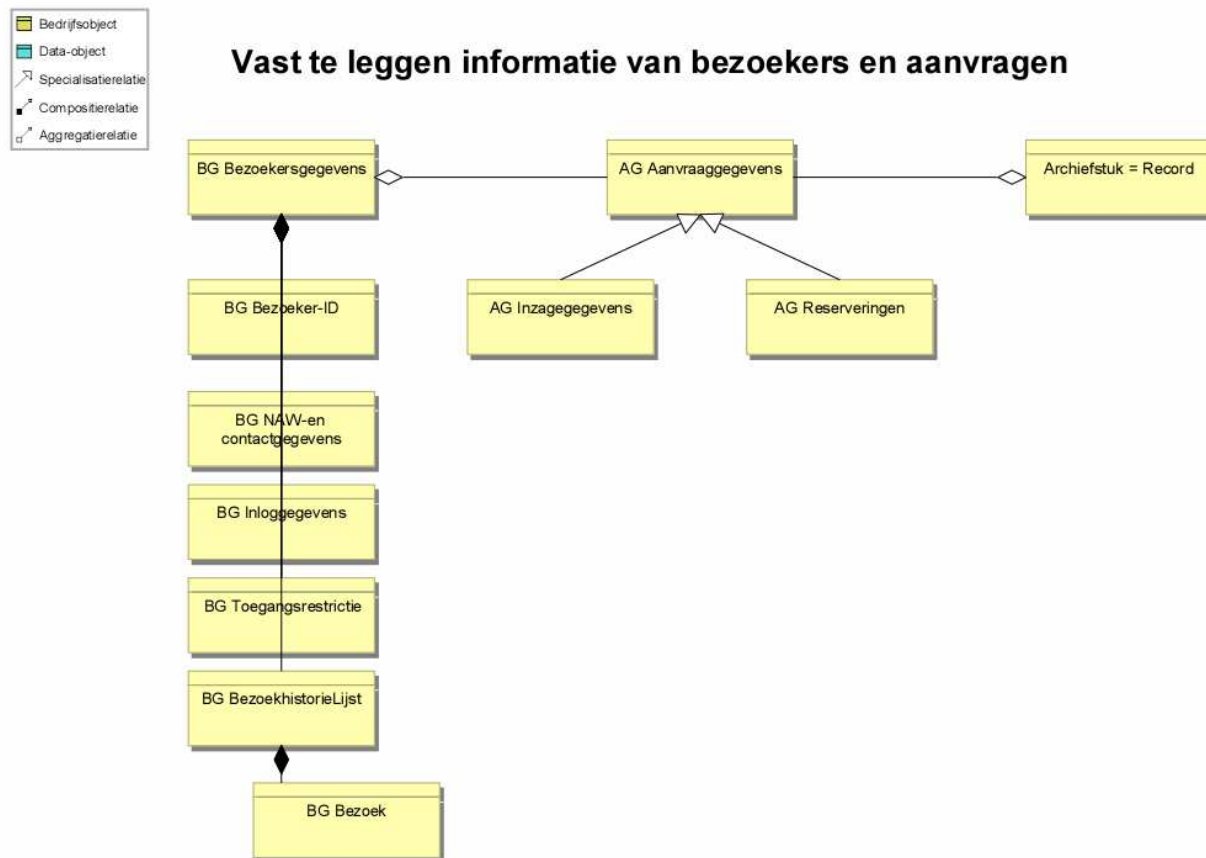 Bedrijfsobject
Data-object
Specialisatierelatie
Compositierelatie
Aggregatierelatie
Vast te leggen informatie van bezoekers en aanvragen
BG Bezoekersgegevens
AG Aanvraaggegevens
Archiefstuk = Record
BG Bezoeker-ID
AG Inzagegegevens
AG Reserveringen
BG NAW-en
contactgegevens
BG Inloggegevens
BG Toegangsrestrictie
BG BezoekhistorieLijst
BG Bezoek